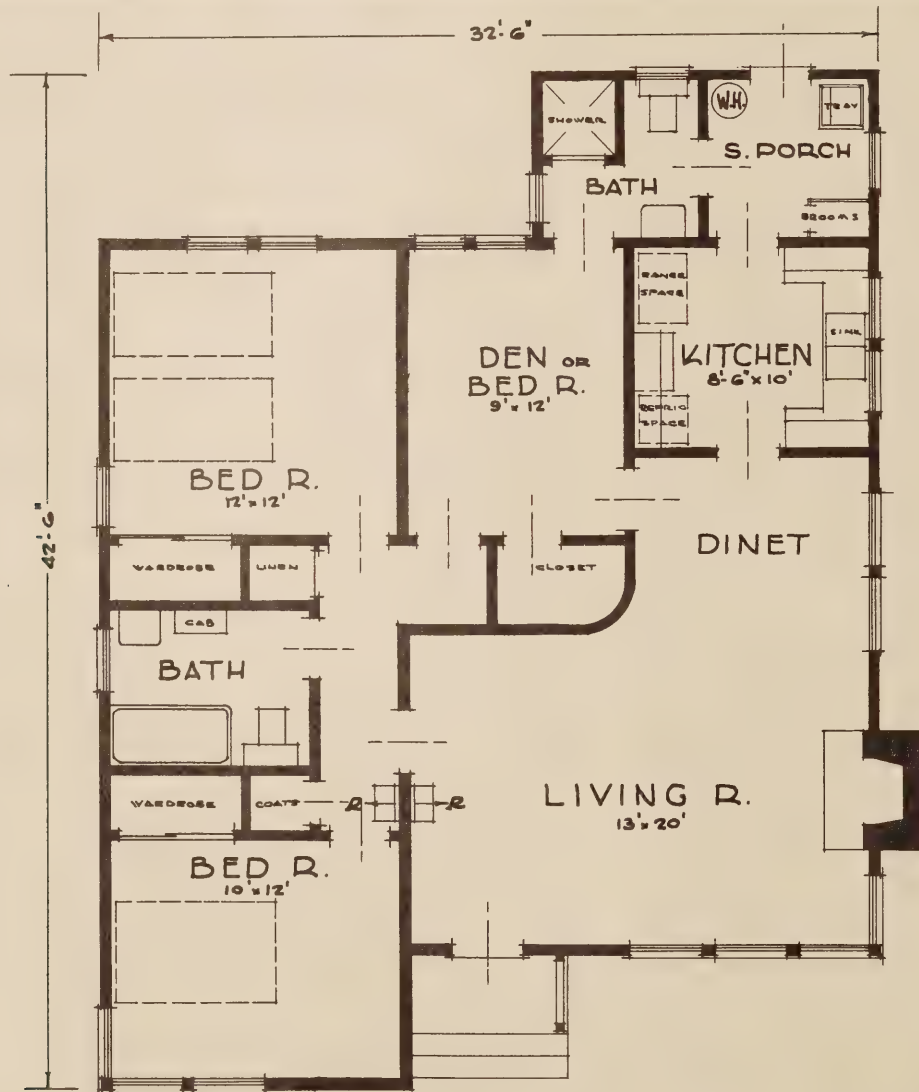 32'-6"
42'-6"
SHOWER
W.H.
TRAY
S. PORCH
BATH
BROOMS
RANGE
SPACE
SINK
KITCHEN
8'-6" x 10'
REFRIG
SPACE
DEN OR
BED R.
9' x 12'
BED R.
12' x 12'
DINET
WARDROBE
LINEN
CLOSET
CAB
BATH
WARDROBE
COATS
R
R
LIVING R.
13' x 20'
BED R.
10' x 12'